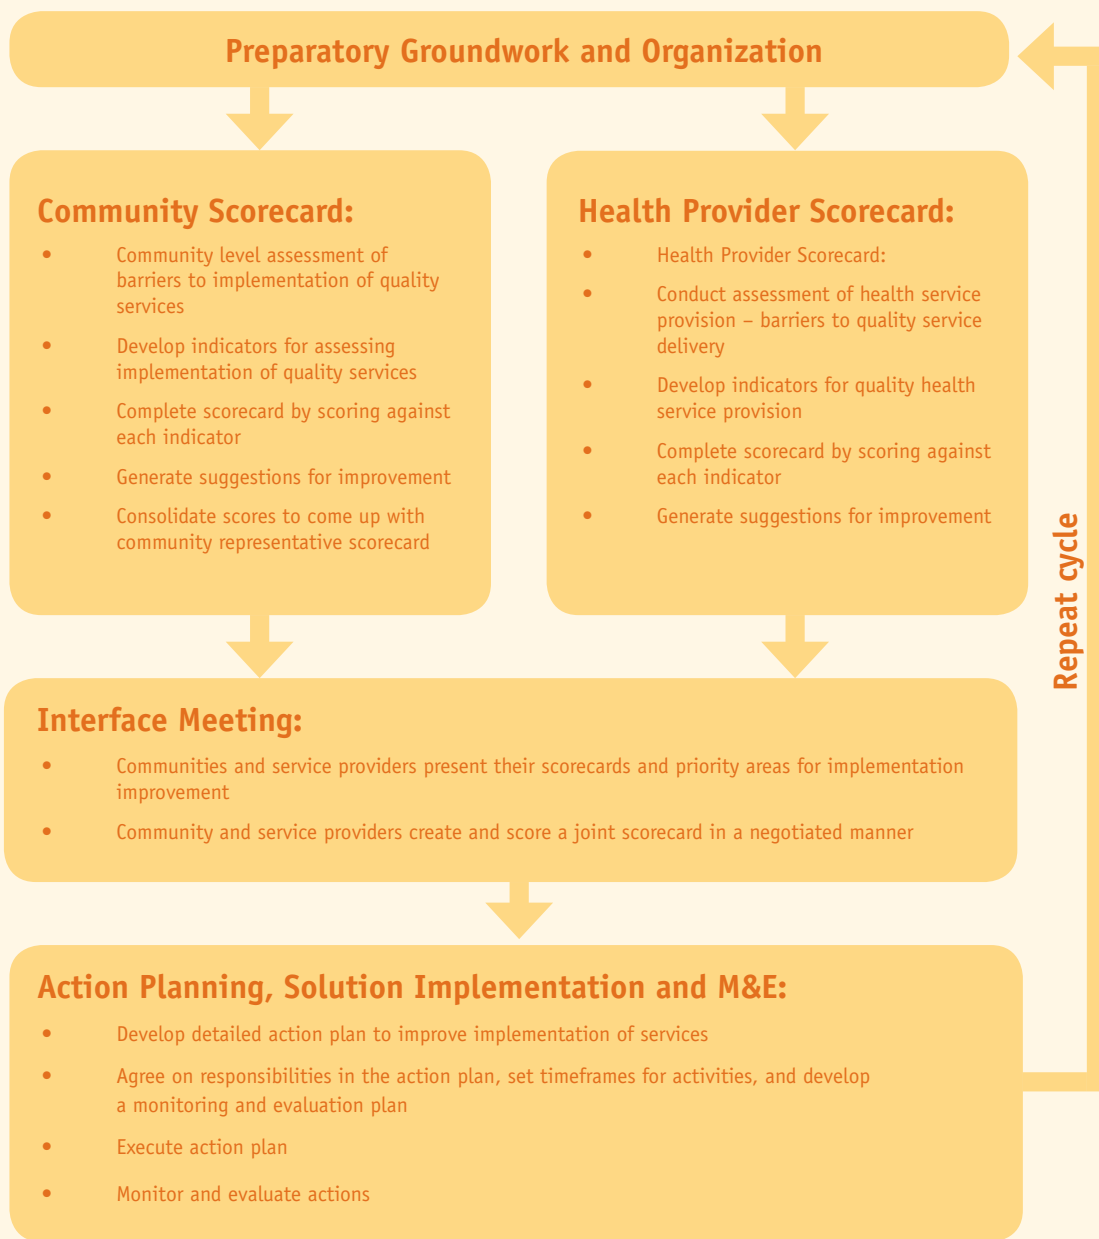 Preparatory Groundwork and Organization
Community Scorecard:
• Community level assessment of
barriers to implementation of quality
services
• Develop indicators for assessing
implementation of quality services
• Complete scorecard by scoring against
each indicator
• Generate suggestions for improvement
• Consolidate scores to come up with
community representative scorecard
Health Provider Scorecard:
• Health Provider Scorecard:
• Conduct assessment of health service
provision – barriers to quality service
delivery
• Develop indicators for quality health
service provision
• Complete scorecard by scoring against
each indicator
• Generate suggestions for improvement
Interface Meeting:
• Communities and service providers present their scorecards and priority areas for implementation
improvement
• Community and service providers create and score a joint scorecard in a negotiated manner
Action Planning, Solution Implementation and M&E:
• Develop detailed action plan to improve implementation of services
• Agree on responsibilities in the action plan, set timeframes for activities, and develop
a monitoring and evaluation plan
• Execute action plan
• Monitor and evaluate actions
Repeat cycle